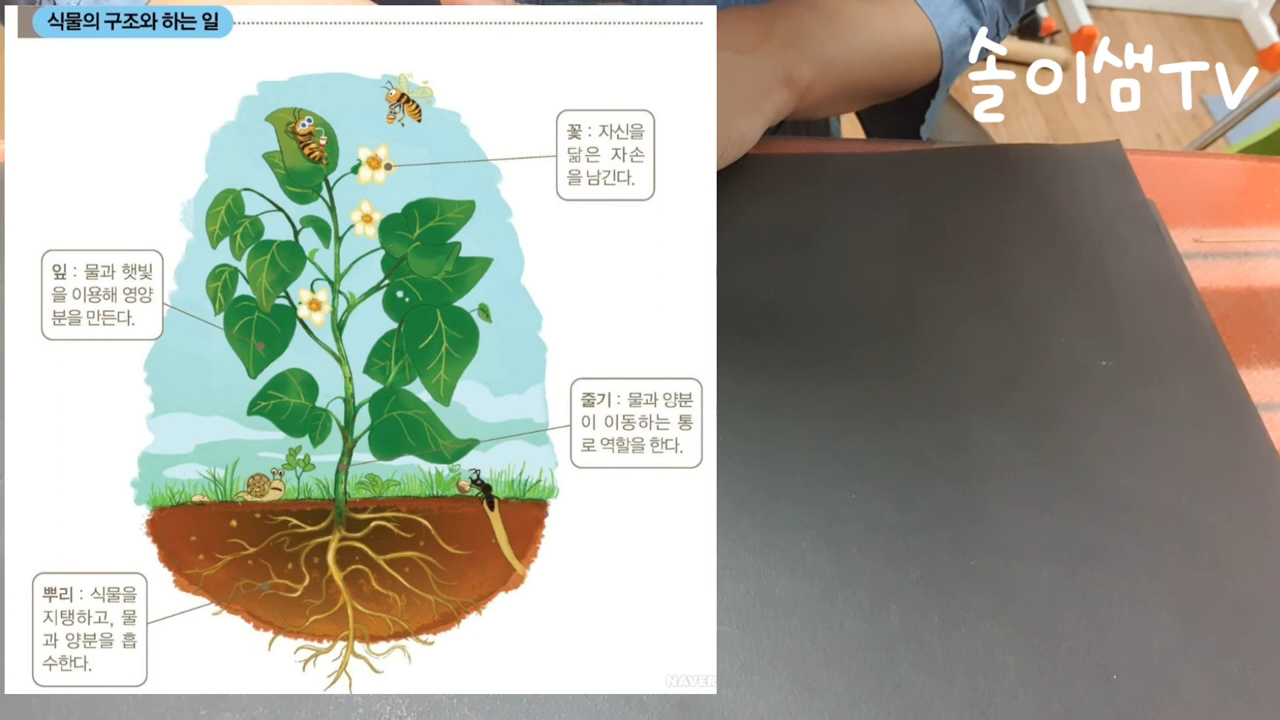 식물의 구조와 하는 일
솔이샘TV
꽃 : 자신을
닮은 자손
을 남긴다.
잎 : 물과 햇빛
을 이용해 영양
분을 만든다.
줄기 : 물과 양분
이 이동하는 통
로 역할을 한다.
뿌리 : 식물을
지탱하고, 물
과 양분을 흡
수한다.
NAVER